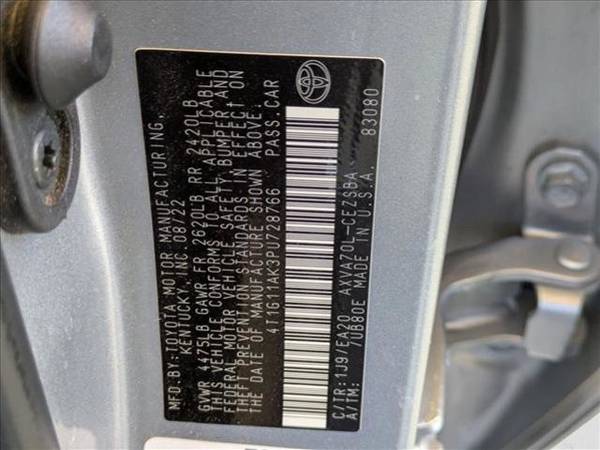 MFD.BY:TOYOTA MOTOR MANUFACTURING,
KENTUCKY, INC 08/22
GVWR 4475LB GAWR FR 2620LB RR 2420LB
THIS VEHICLE CONFORMS TO ALL APPLICABLE
FEDERAL MOTOR VEHICLE SAFETY, BUMPER AND
THEFT PREVENTION STANDARDS IN EFFECT ON
THE DATE OF MANUFACTURE SHOWN ABOVE.
4T1G11AK3PU728766 PASS.CAR
C/TR:1J9/EA20 AXVA70L-CEZSBA
A/TM: 7UB80E MADE IN U.S.A. 83080